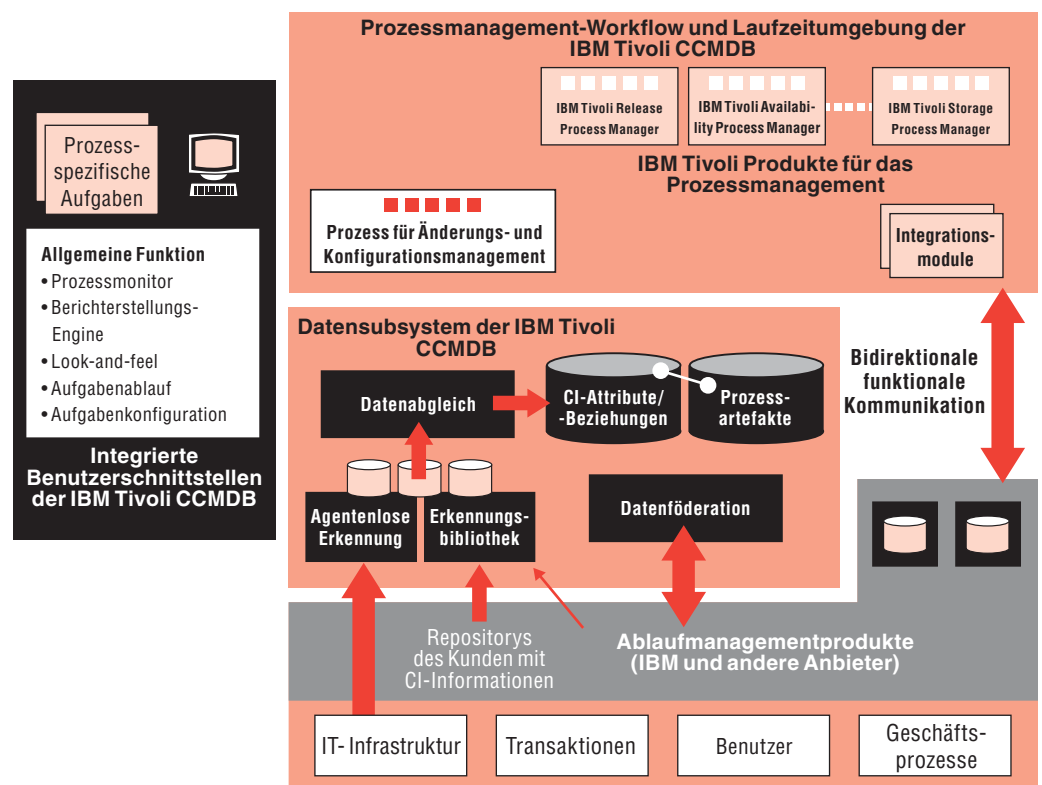 Prozessmanagement-Workflow und Laufzeitumgebung der
IBM Tivoli CCMDB
IBM Tivoli Release
Process Manager
IBM Tivoli Availabi-
lity Process Manager
IBM Tivoli Storage
Process Manager
IBM Tivoli Produkte für das
Prozessmanagement
Prozess für Änderungs- und
Konfigurationsmanagement
Integrations-
module
Prozess-
spezifische
Aufgaben
Allgemeine Funktion
• Prozessmonitor
• Berichterstellungs-
Engine
• Look-and-feel
• Aufgabenablauf
• Aufgabenkonfiguration
Integrierte
Benutzerschnittstellen
der IBM Tivoli CCMDB
Datensubsystem der IBM Tivoli
CCMDB
Datenabgleich
CI-Attribute/
-Beziehungen
Prozess-
artefakte
Bidirektionale
funktionale
Kommunikation
Agentenlose
Erkennung
Erkennungs-
bibliothek
Datenföderation
Repositorys
des Kunden mit
CI-Informationen
Ablaufmanagementprodukte
(IBM und andere Anbieter)
IT- Infrastruktur
Transaktionen
Benutzer
Geschäfts-
prozesse